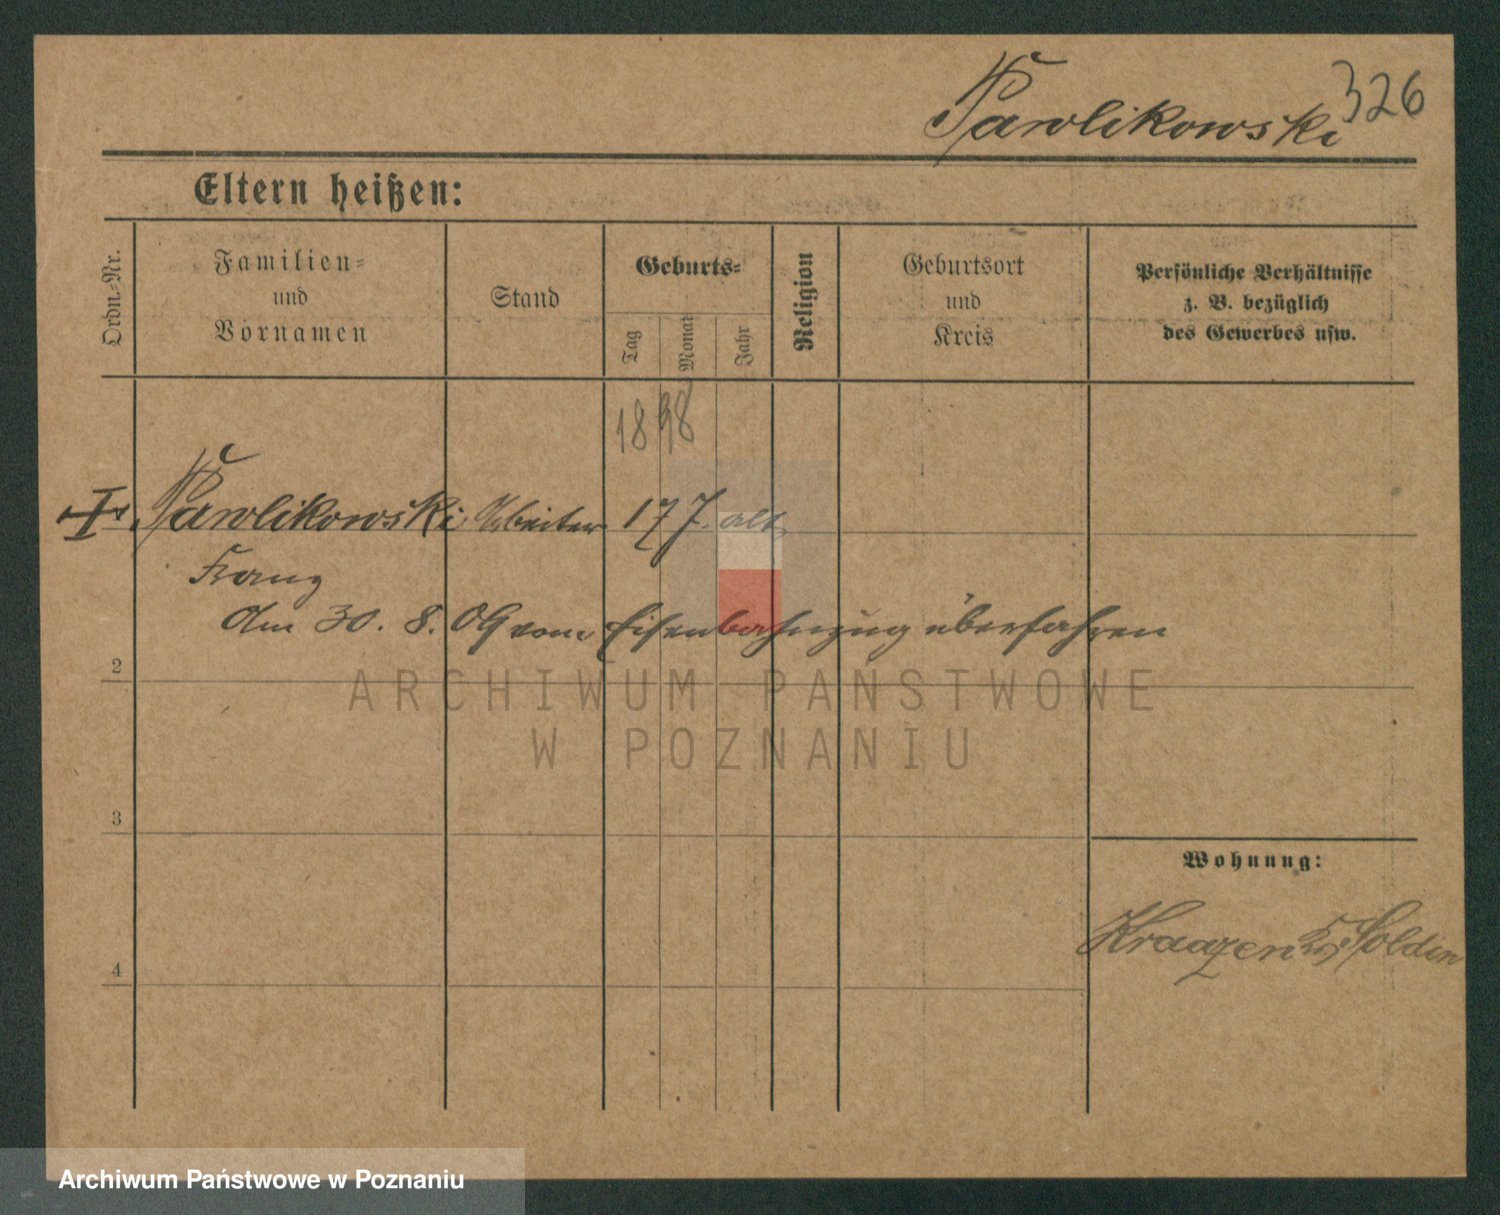 326
Pawlikowski
Eltern heißen:
Ordn.-Nr.
Familien-
und
Vornamen
Stand
Geburts-
Tag
Monat
Jahr
Religion
Geburtsort
und
Kreis
Persönliche Verhältnisse
z. B. bezüglich
des Gewerbes usw.
1898
Pawlikowski Arbeiter 17 J. alt
Franz
Am 30. 8. 09 vom Eisenbahnzug überfahren
2
ARCHIWUM PAŃSTWOWE
W POZNANIU
3
Wohnung:
Kraazen Kr. Soldin
4
Archiwum Państwowe w Poznaniu